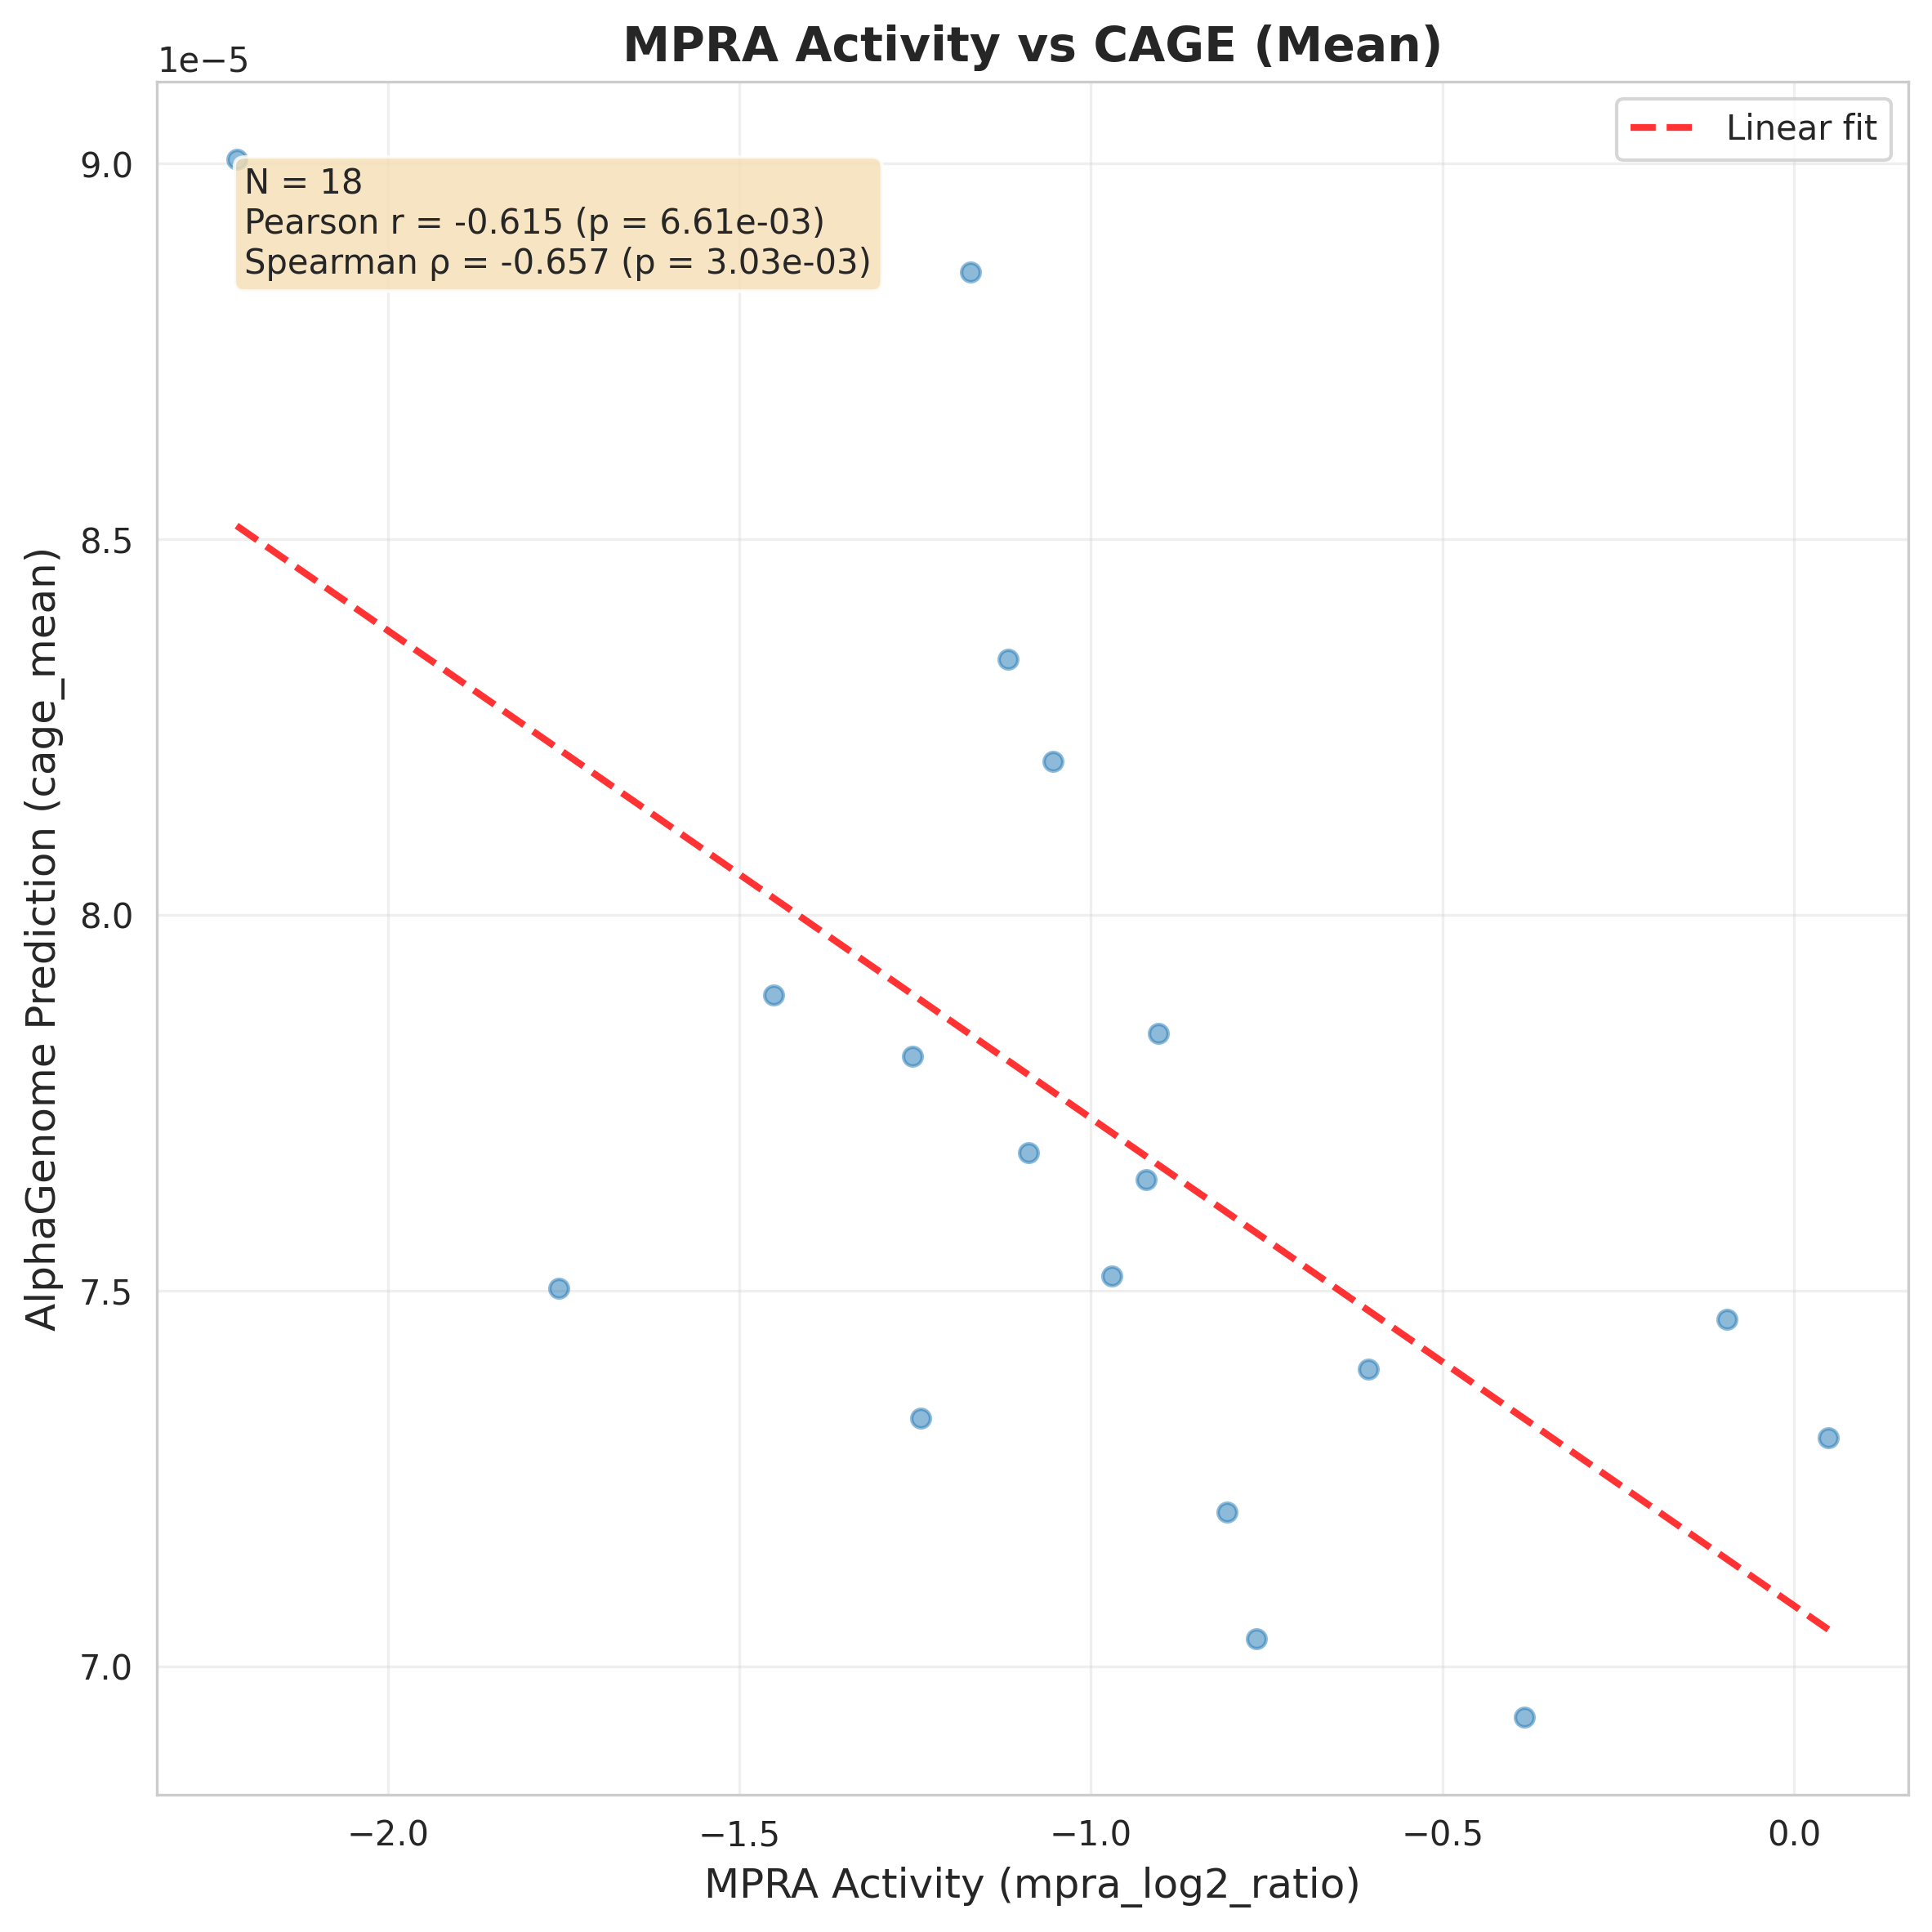 MPRA Activity vs CAGE (Mean)
1e−5
Linear fit
N = 18
Pearson r = -0.615 (p = 6.61e-03)
Spearman ρ = -0.657 (p = 3.03e-03)
9.0
8.5
8.0
7.5
7.0
AlphaGenome Prediction (cage_mean)
−2.0
−1.5
−1.0
−0.5
0.0
MPRA Activity (mpra_log2_ratio)